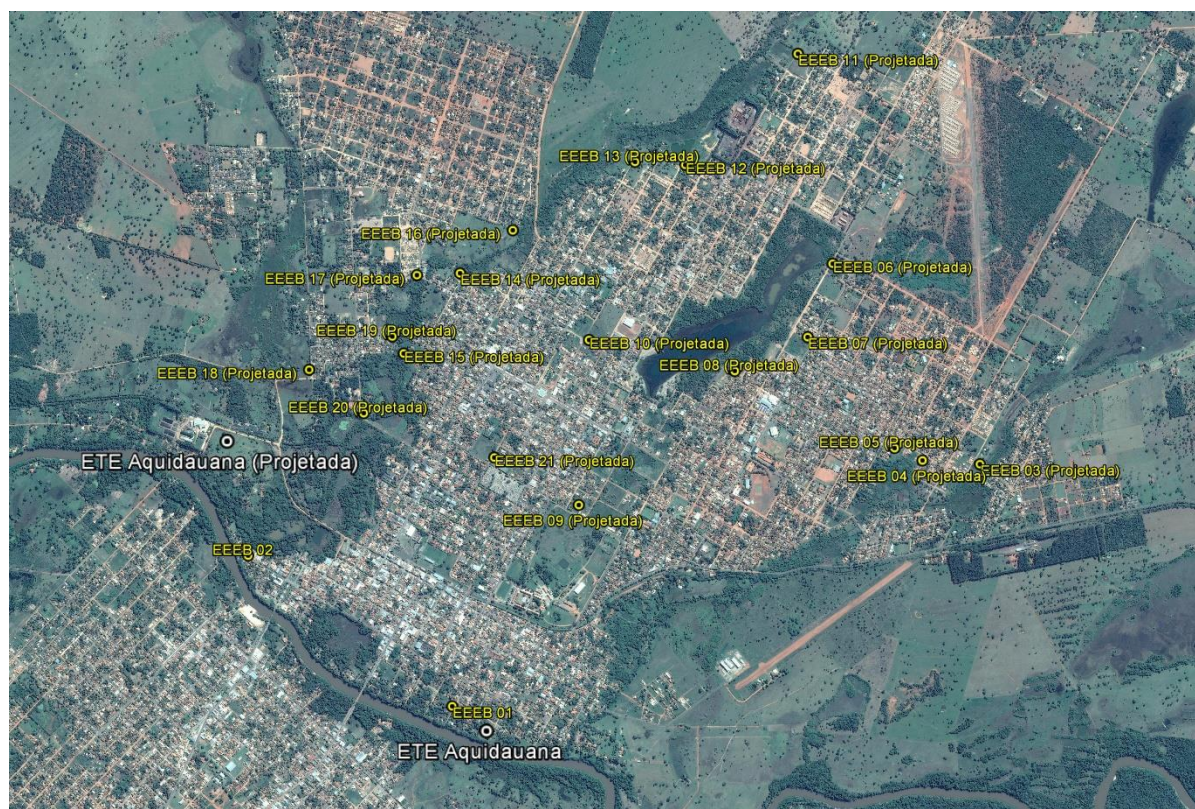 EEEB 11 (Projetada)
EEEB 13 (Projetada)
EEEB 12 (Projetada)
EEEB 16 (Projetada)
EEEB 06 (Projetada)
EEEB 17 (Projetada)
EEEB 14 (Projetada)
EEEB 19 (Projetada)
EEEB 10 (Projetada)
EEEB 07 (Projetada)
EEEB 15 (Projetada)
EEEB 08 (Projetada)
EEEB 18 (Projetada)
EEEB 20 (Projetada)
EEEB 05 (Projetada)
ETE Aquidauana (Projetada)
EEEB 21 (Projetada)
EEEB 03 (Projetada)
EEEB 04 (Projetada)
EEEB 09 (Projetada)
EEEB 02
EEEB 01
ETE Aquidauana